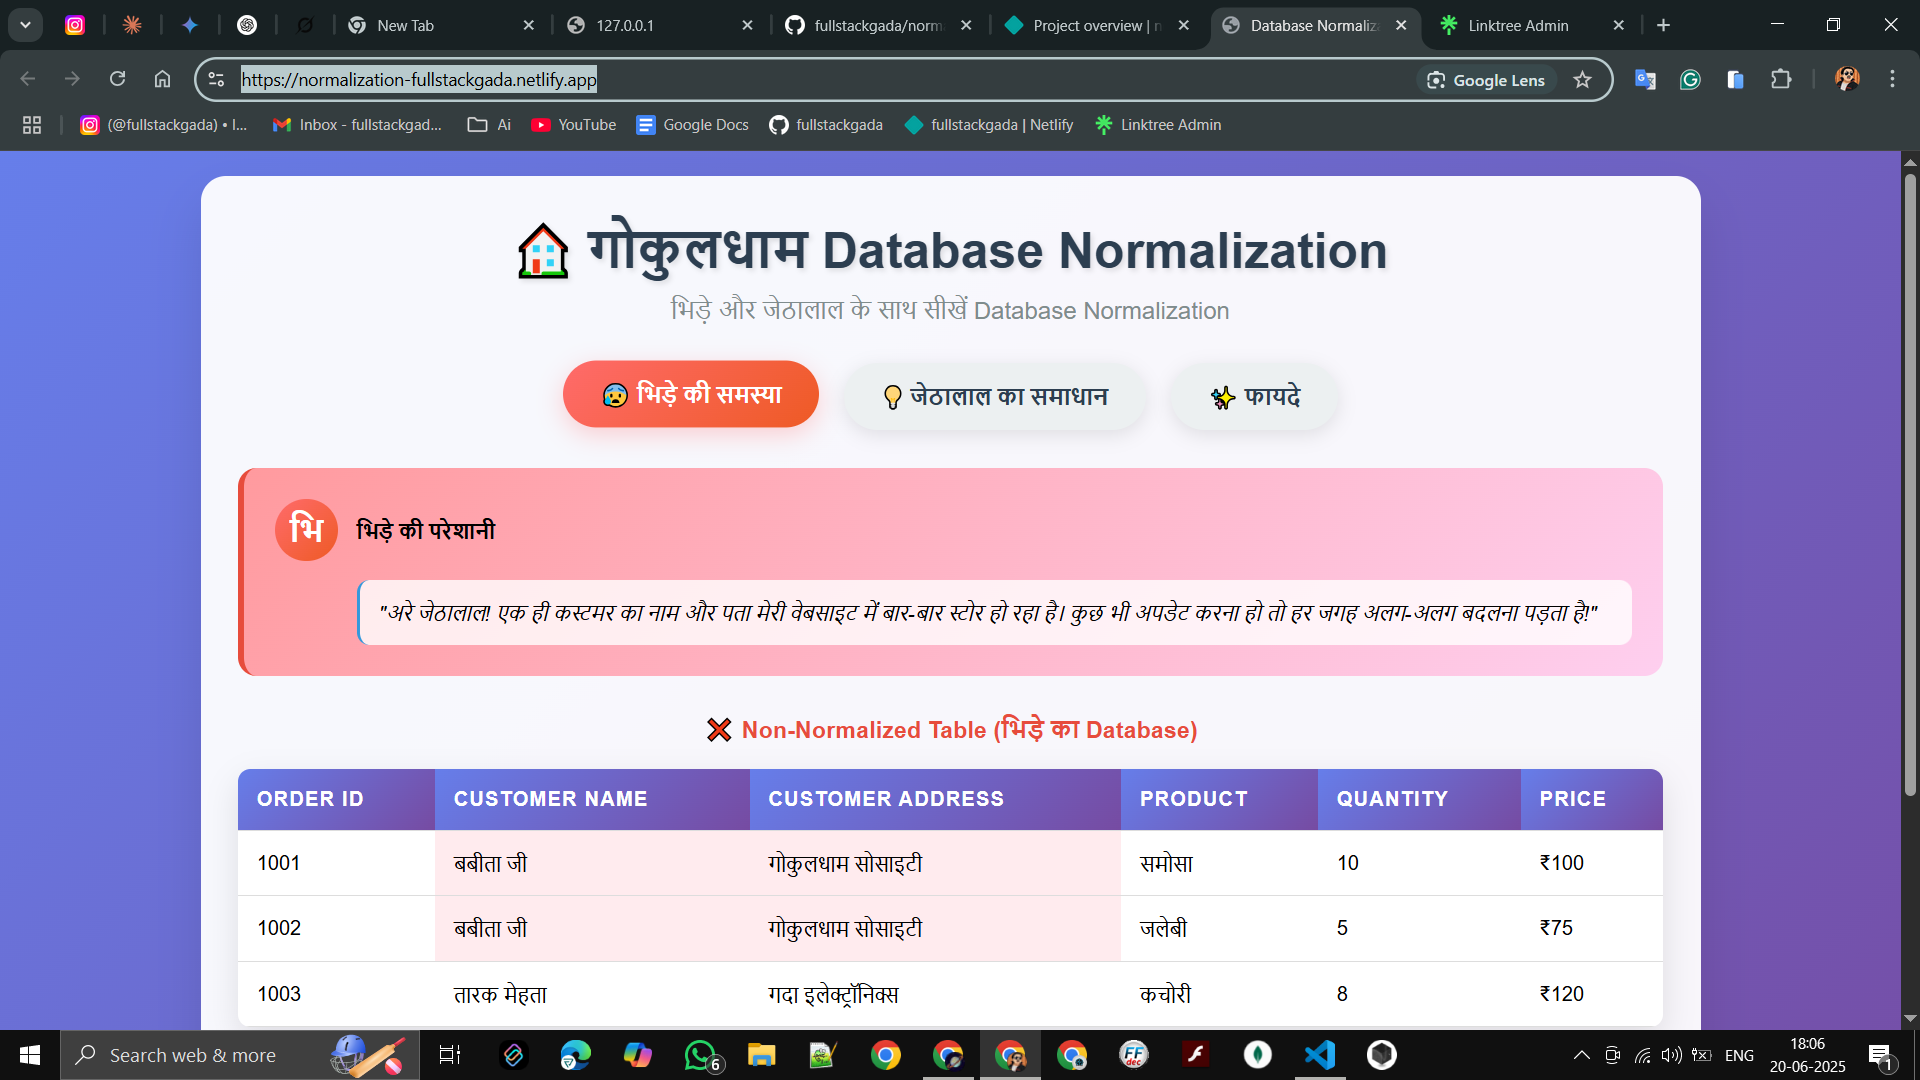 New Tab
127.0.0.1
fullstackgada/norm
Project overview | n
Database Normaliz
Linktree Admin
https://normalization-fullstackgada.netlify.app
Google Lens
(@fullstackgada) • I...
Inbox - fullstackgad...
Ai
YouTube
Google Docs
fullstackgada
fullstackgada | Netlify
Linktree Admin
गोकुलधाम Database Normalization
भिड़े और जेठालाल के साथ सीखें Database Normalization
भिड़े की समस्या
जेठालाल का समाधान
फायदे
भि
भिड़े की परेशानी
"अरे जेठालाल! एक ही कस्टमर का नाम और पता मेरी वेबसाइट में बार-बार स्टोर हो रहा है। कुछ भी अपडेट करना हो तो हर जगह अलग-अलग बदलना पड़ता है!"
❌ Non-Normalized Table (भिड़े का Database)
ORDER ID CUSTOMER NAME CUSTOMER ADDRESS PRODUCT QUANTITY PRICE
1001 बबीता जी गोकुलधाम सोसाइटी समोसा 10 ₹100
1002 बबीता जी गोकुलधाम सोसाइटी जलेबी 5 ₹75
1003 तारक मेहता गदा इलेक्ट्रॉनिक्स कचोरी 8 ₹120
Search web & more
6
FF
dec
ENG
18:06
20-06-2025
1